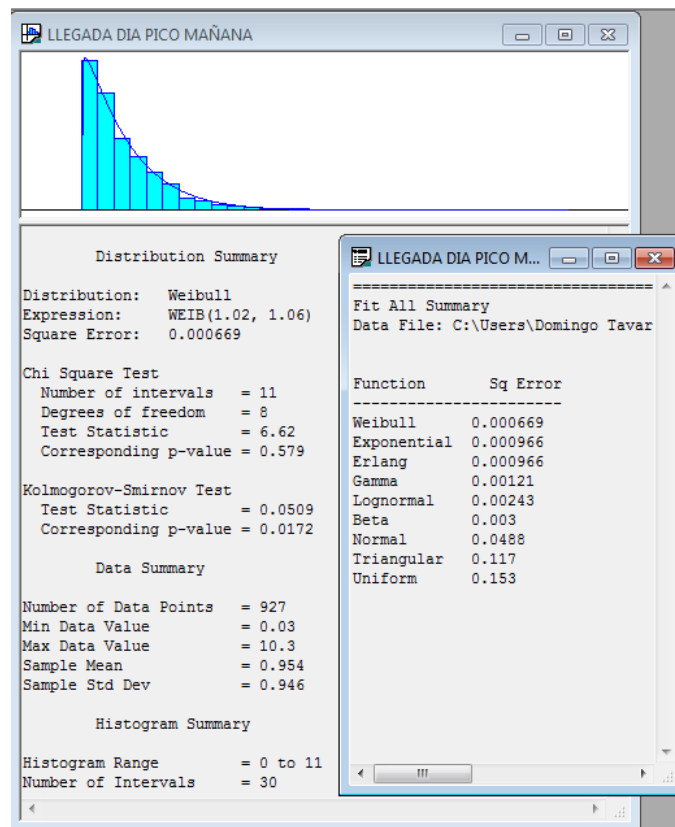 LLEGADA DIA PICO MAÑANA
Distribution Summary
Distribution: Weibull
Expression: WEIB(1.02, 1.06)
Square Error: 0.000669
Chi Square Test
Number of intervals = 11
Degrees of freedom = 8
Test Statistic = 6.62
Corresponding p-value = 0.579
Kolmogorov-Smirnov Test
Test Statistic = 0.0509
Corresponding p-value = 0.0172
Data Summary
Number of Data Points = 927
Min Data Value = 0.03
Max Data Value = 10.3
Sample Mean = 0.954
Sample Std Dev = 0.946
Histogram Summary
Histogram Range = 0 to 11
Number of Intervals = 30
LLEGADA DIA PICO M...
===================================
Fit All Summary
Data File: C:\Users\Domingo Tavar
Function Sq Error
------------------------
Weibull 0.000669
Exponential 0.000966
Erlang 0.000966
Gamma 0.00121
Lognormal 0.00243
Beta 0.003
Normal 0.0488
Triangular 0.117
Uniform 0.153